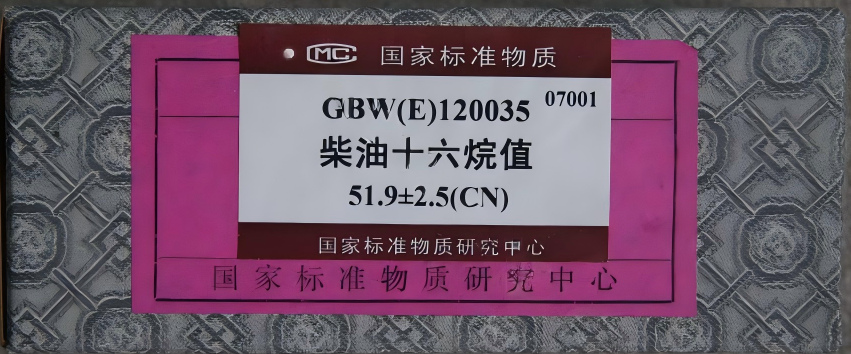 CMC 国家标准物质
GBW(E)120035 07001
柴油十六烷值
51.9±2.5(CN)
国家标准物质研究中心
国家标准物质研究中心